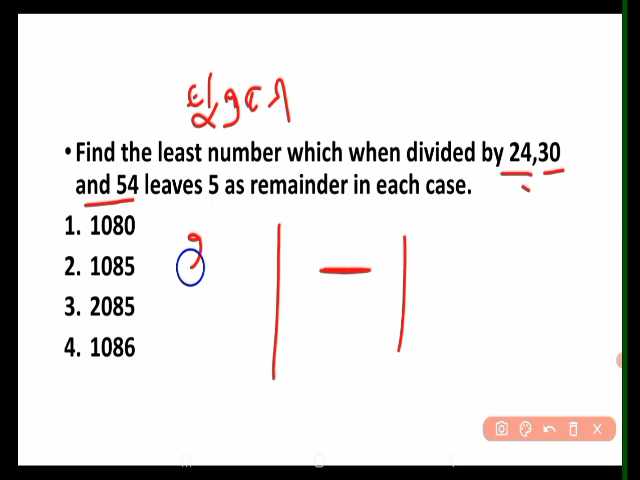 • Find the least number which when divided by 24,30
and 54 leaves 5 as remainder in each case.
1. 1080
2. 1085
3. 2085
4. 1086